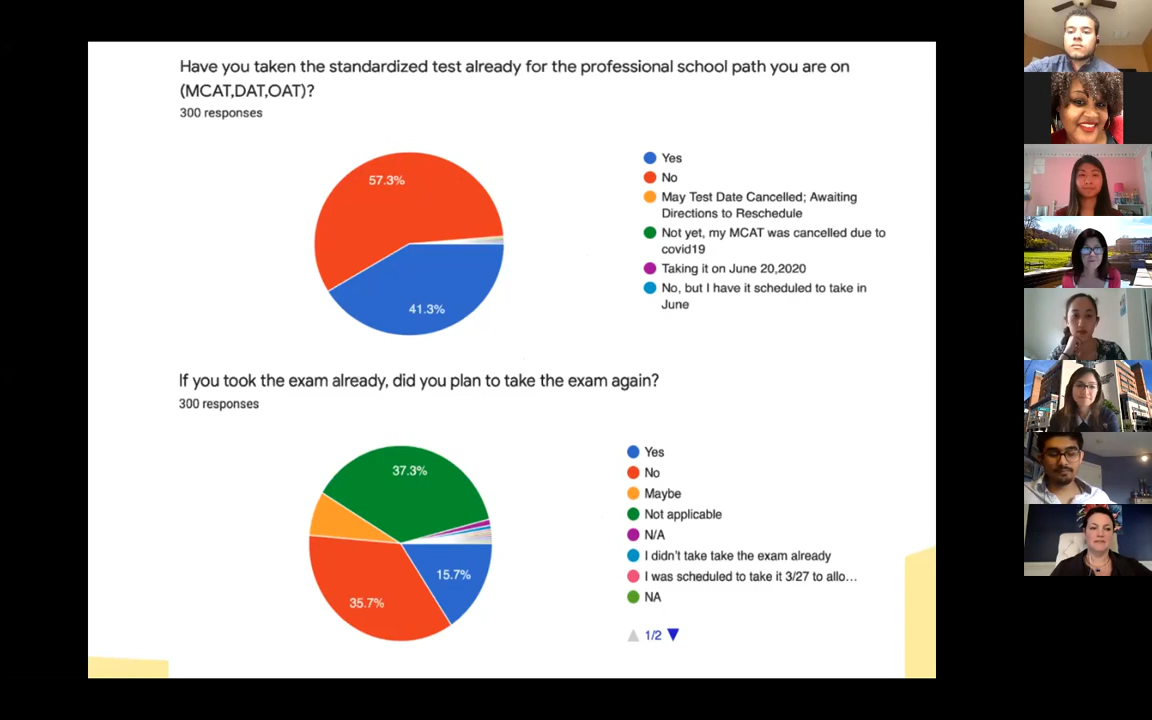 Have you taken the standardized test already for the professional school path you are on
(MCAT,DAT,OAT)?
300 responses
57.3%
41.3%
Yes
No
May Test Date Cancelled; Awaiting
Directions to Reschedule
Not yet, my MCAT was cancelled due to
covid19
Taking it on June 20,2020
No, but I have it scheduled to take in
June
If you took the exam already, did you plan to take the exam again?
300 responses
37.3%
15.7%
35.7%
Yes
No
Maybe
Not applicable
N/A
I didn't take take the exam already
I was scheduled to take it 3/27 to allo...
NA
1/2